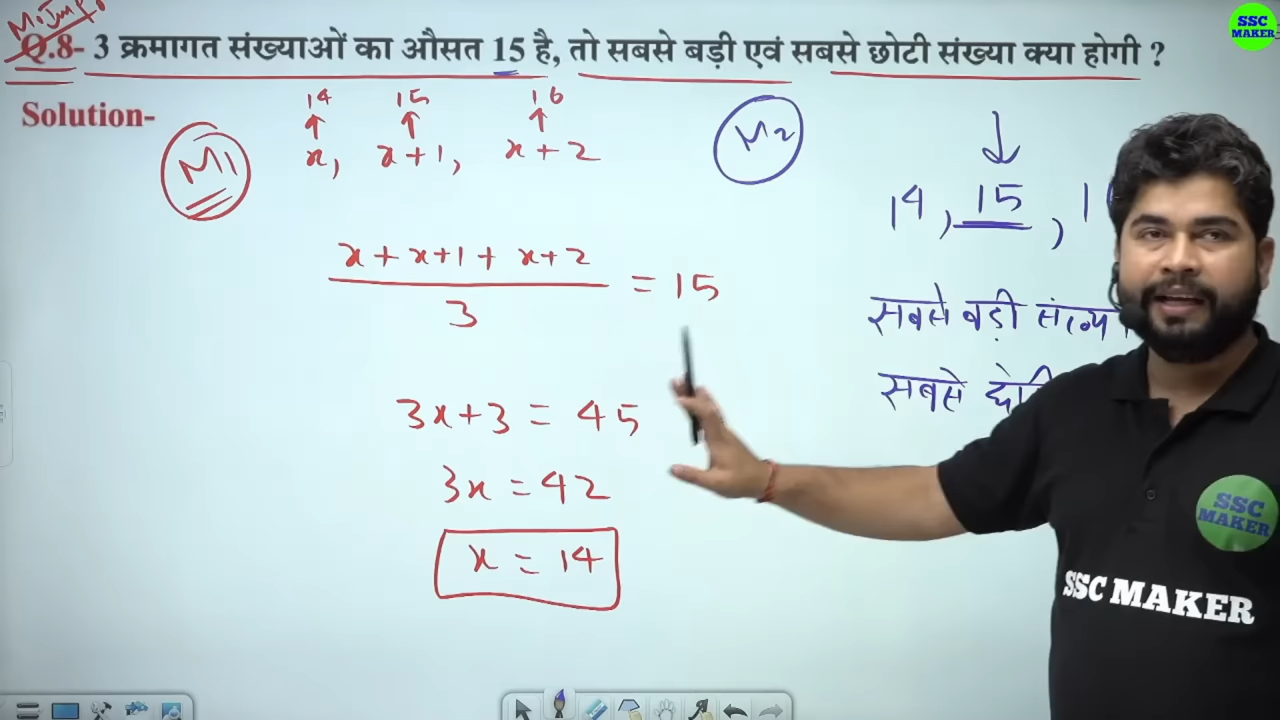 M.Imp.
Q.8- 3 क्रमागत संख्याओं का औसत 15 है, तो सबसे बड़ी एवं सबसे छोटी संख्या क्या होगी ?
SSC
MAKER
Solution-
14 15 16
M1 x, x+1, x+2
x+x+1+x+2
3
= 15
3x+3 = 45
3x = 42
x = 14
M2
14, 15, 1
सबसे बड़ी
सबसे
SSC
MAKER
SSC MAKER